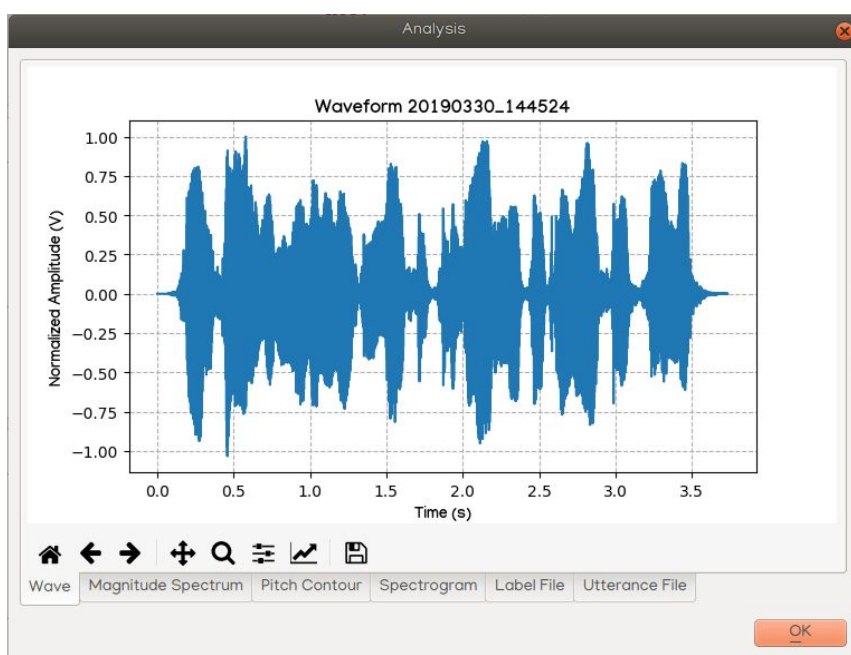 Analysis
Waveform 20190330_144524
Normalized Amplitude (V)
1.00
0.75
0.50
0.25
0.00
−0.25
−0.50
−0.75
−1.00
0.0 0.5 1.0 1.5 2.0 2.5 3.0 3.5
Time (s)
Wave Magnitude Spectrum Pitch Contour Spectrogram Label File Utterance File
OK